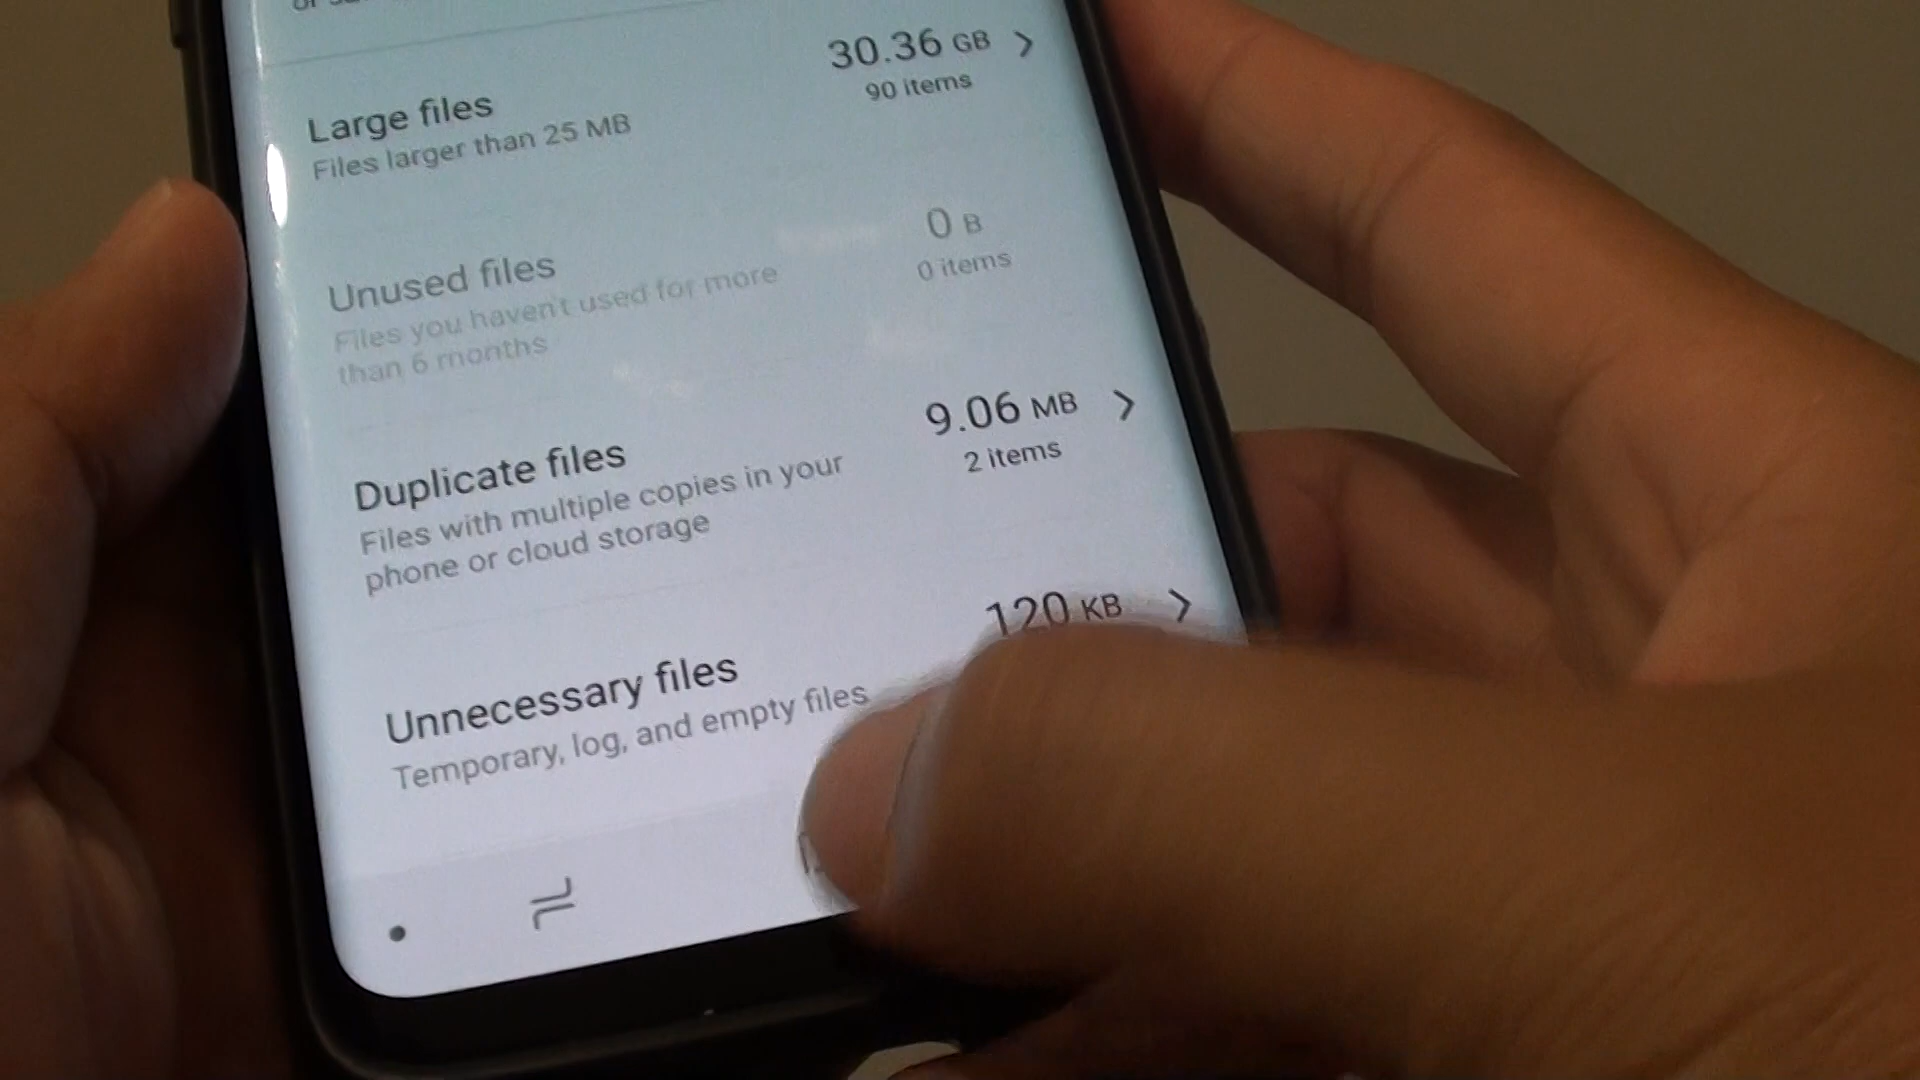 Large files
Files larger than 25 MB
30.36 GB
90 items
Unused files
Files you haven't used for more
than 6 months
0 B
0 items
Duplicate files
Files with multiple copies in your
phone or cloud storage
9.06 MB
2 items
Unnecessary files
Temporary, log, and empty files
120 KB